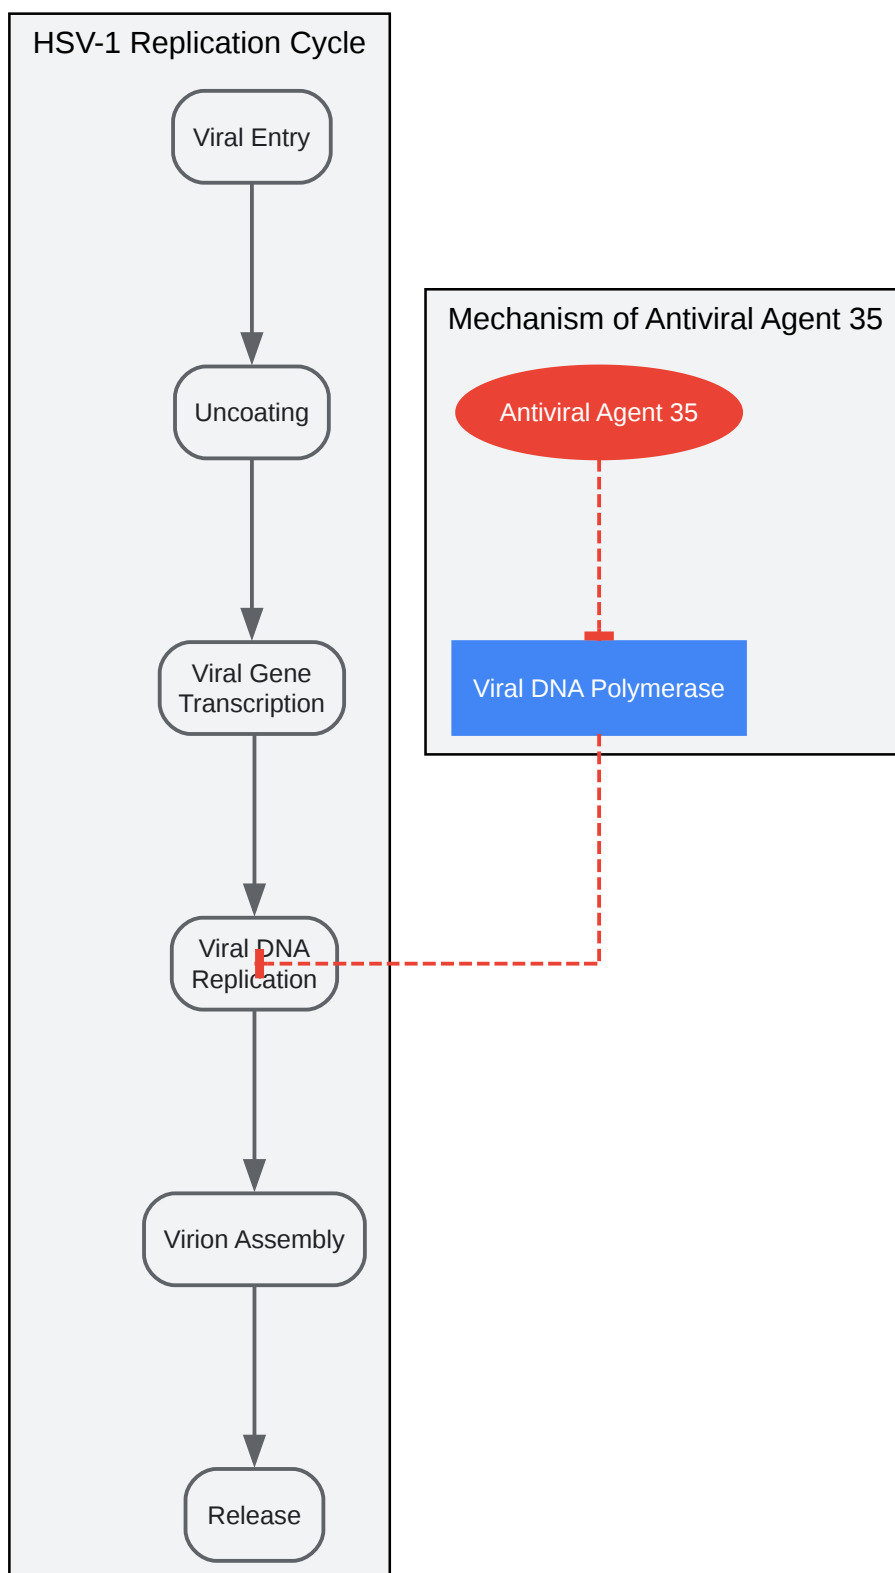 HSV-1 Replication Cycle
Viral Entry
Uncoating
Viral Gene
Transcription
Viral DNA
Replication
Virion Assembly
Release
Mechanism of Antiviral Agent 35
Antiviral Agent 35
Viral DNA Polymerase